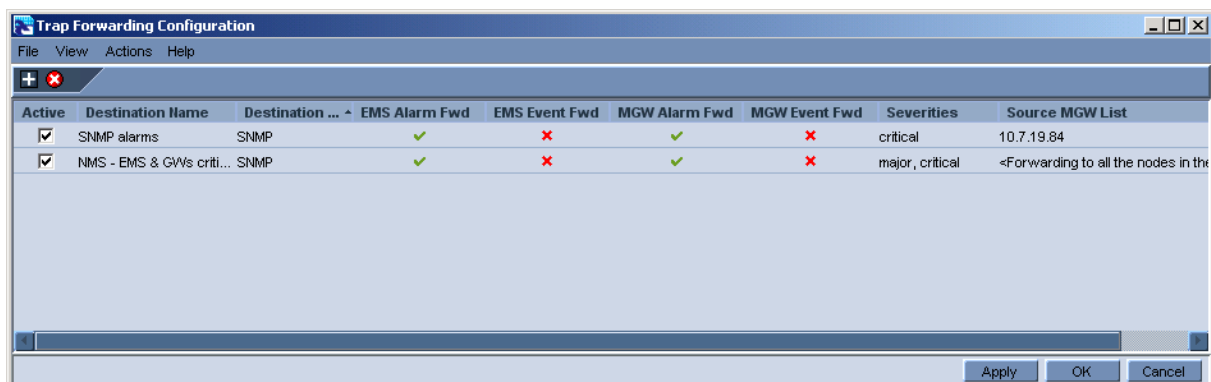 Trap Forwarding Configuration
File View Actions Help
Active Destination Name Destination ... EMS Alarm Fwd EMS Event Fwd MGW Alarm Fwd MGW Event Fwd Severities Source MGW List
SNMP alarms SNMP critical 10.7.19.84
NMS - EMS & GWs criti... SNMP major, critical <Forwarding to all the nodes in the
Apply OK Cancel